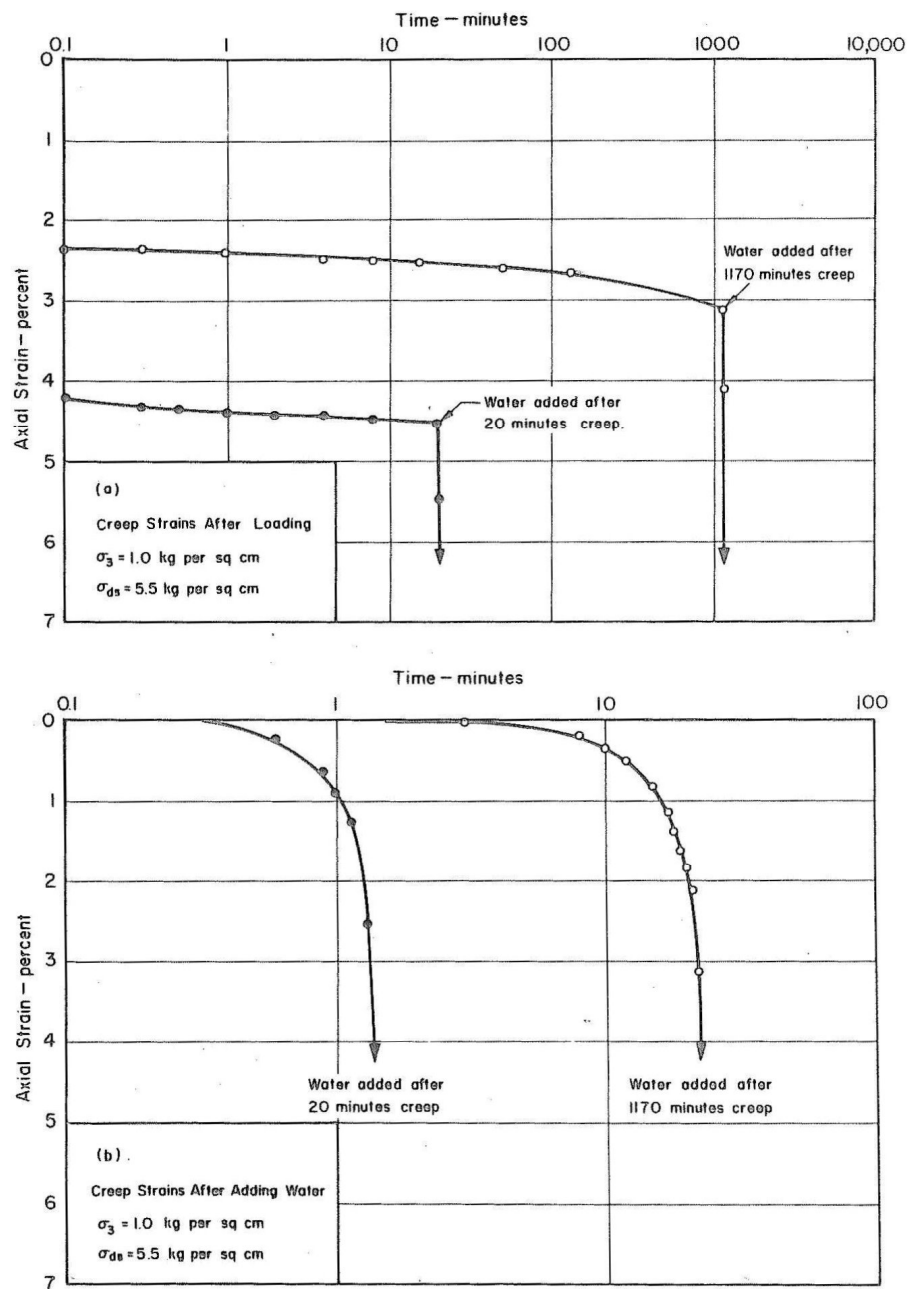 Time — minutes
0.1 1 10 100 1000 10,000
0
1
2
3
4
5
6
7
Axial Strain — percent
Water added after
1170 minutes creep
Water added after
20 minutes creep.
(a)
Creep Strains After Loading
σ3 = 1.0 kg per sq cm
σds = 5.5 kg per sq cm
Time — minutes
0.1 1 10 100
0
1
2
3
4
5
6
7
Axial Strain — percent
Water added after
20 minutes creep
Water added after
1170 minutes creep
(b)
Creep Strains After Adding Water
σ3 = 1.0 kg per sq cm
σds = 5.5 kg per sq cm